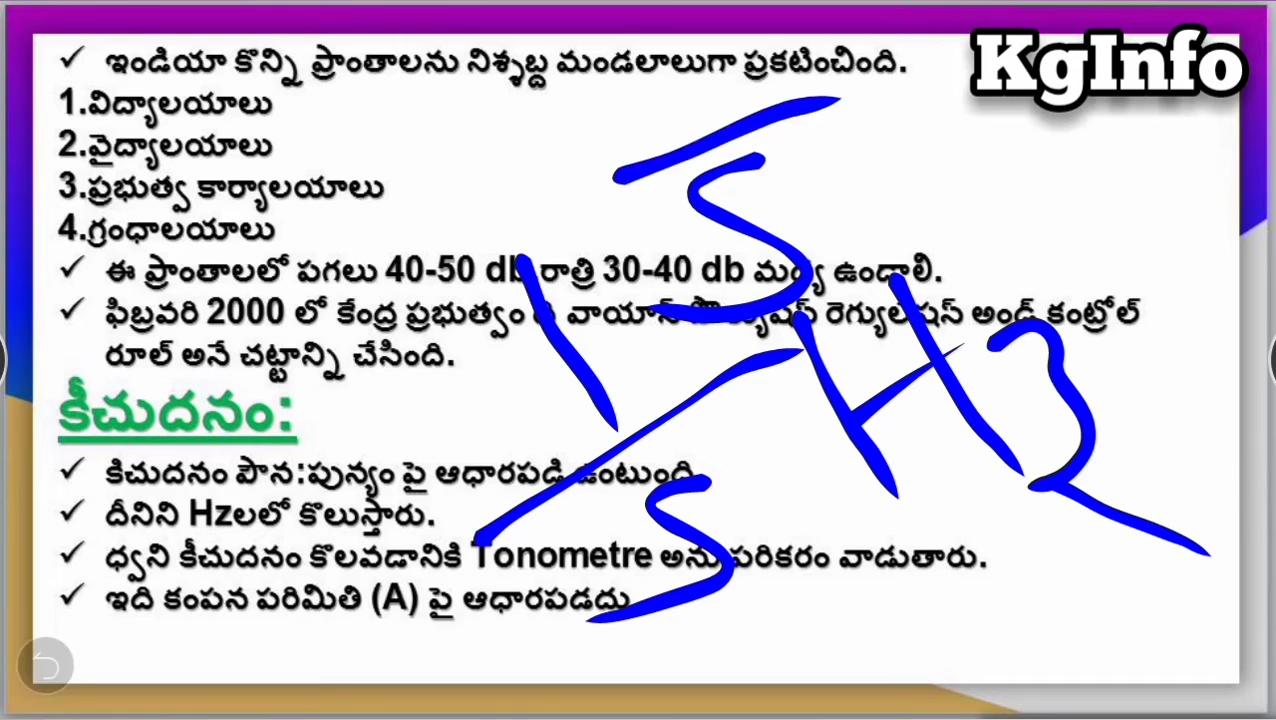 KgInfo
✓ ఇండియా కొన్ని ప్రాంతాలను నిశ్శబ్ద మండలాలుగా ప్రకటించింది.
1.విద్యాలయాలు
2.వైద్యాలయాలు
3.ప్రభుత్వ కార్యాలయాలు
4.గ్రంధాలయాలు
✓ ఈ ప్రాంతాలలో పగలు 40-50 db రాత్రి 30-40 db మధ్య ఉండాలి.
✓ ఫిబ్రవరి 2000 లో కేంద్ర ప్రభుత్వం వాయిస్ రెగ్యులేషన్ అండ్ కంట్రోల్
రూల్ అనే చట్టాన్ని చేసింది.
కీచుదనం:
✓ కిచుదనం పౌన:పున్యం పై ఆధారపడి ఉంటుంది
✓ దీనిని Hzలలో కొలుస్తారు.
✓ ధ్వని కీచుదనం కొలవడానికి Tonometre అను పరికరం వాడుతారు.
✓ ఇది కంపన పరిమితి (A) పై ఆధారపడదు